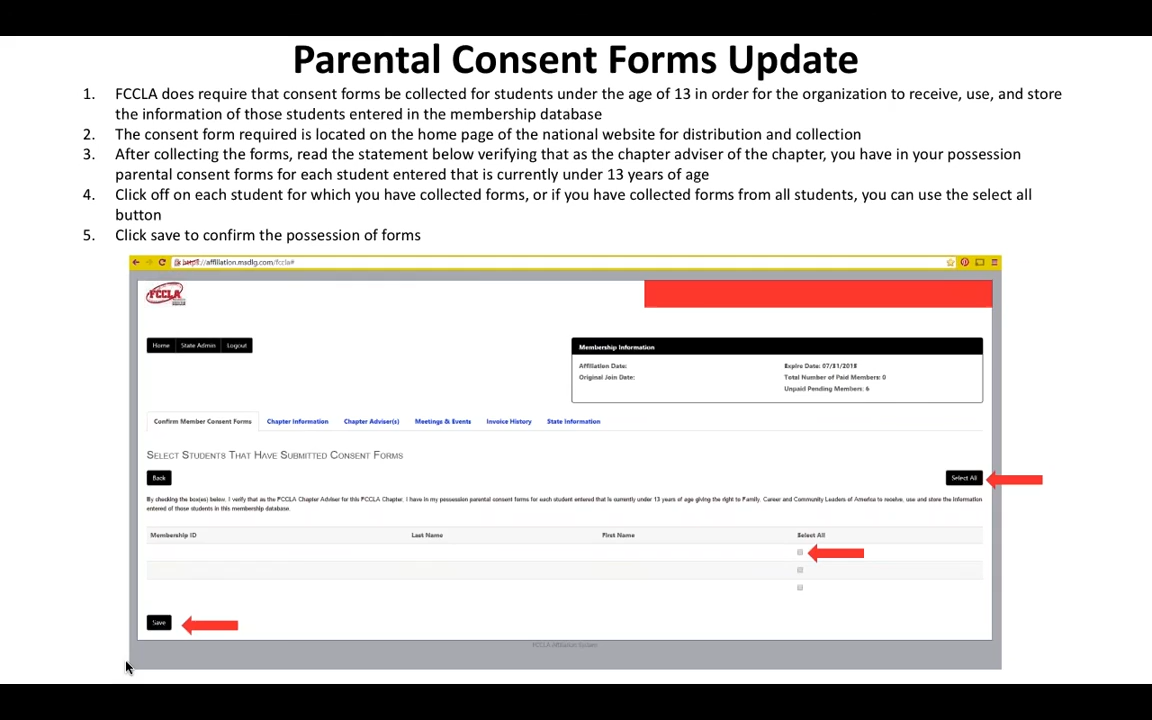 Parental Consent Forms Update
1. FCCLA does require that consent forms be collected for students under the age of 13 in order for the organization to receive, use, and store
the information of those students entered in the membership database
2. The consent form required is located on the home page of the national website for distribution and collection
3. After collecting the forms, read the statement below verifying that as the chapter adviser of the chapter, you have in your possession
parental consent forms for each student entered that is currently under 13 years of age
4. Click off on each student for which you have collected forms, or if you have collected forms from all students, you can use the select all
button
5. Click save to confirm the possession of forms
https://affiliation.msdlg.com/fccla#
FCCLA
Home State Admin Logout
Membership Information
Affiliation Date: Expire Date: 07/31/2018
Original Join Date: Total Number of Paid Members: 0
Unpaid Pending Members: 6
Confirm Member Consent Forms Chapter Information Chapter Adviser(s) Meetings & Events Invoice History State Information
Select Students That Have Submitted Consent Forms
Back Select All
By checking the box(es) below, I verify that as the FCCLA Chapter Adviser for this FCCLA Chapter, I have in my possession parental consent forms for each student entered that is currently under 13 years of age giving the right to Family, Career and Community Leaders of America to receive, use and store the information
entered of those students in this membership database.
Membership ID Last Name First Name Select All
Save
FCCLA Affiliation System